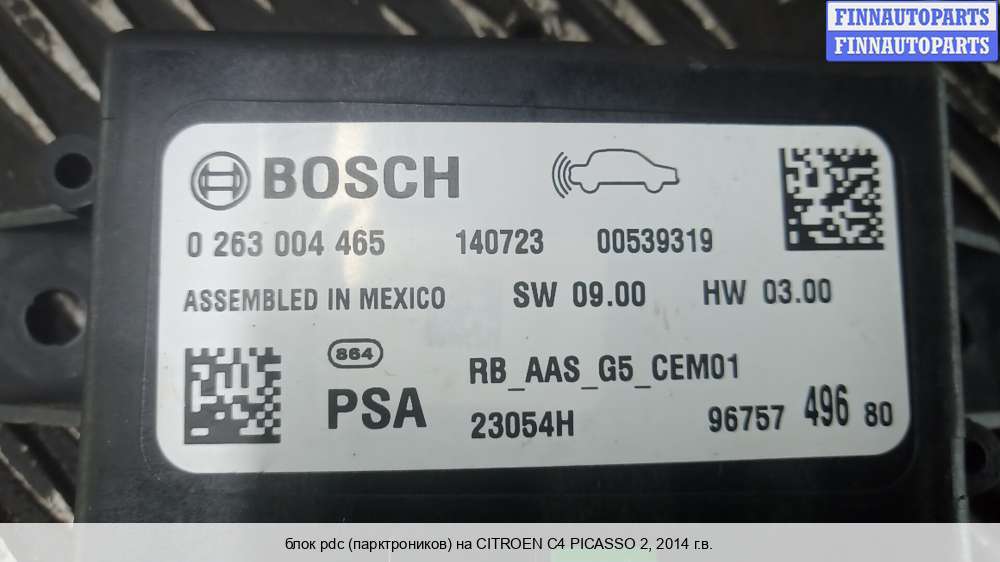 FINNAUTOPARTS
FINNAUTOPARTS
BOSCH
0 263 004 465 140723 00539319
ASSEMBLED IN MEXICO SW 09.00 HW 03.00
864 RB_AAS_G5_CEM01
PSA 23054H 96757 496 80
блок pdc (парктроников) на CITROEN C4 PICASSO 2, 2014 г.в.